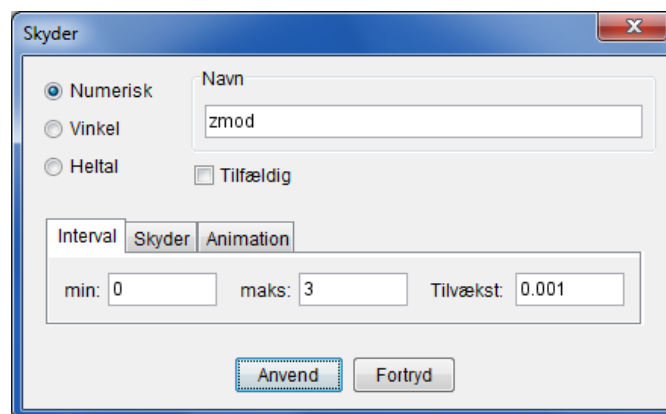 Skyder
Numerisk
Vinkel
Heltal
Navn
zmod
Tilfældig
Interval Skyder Animation
min: 0 maks: 3 Tilvækst: 0.001
Anvend Fortryd